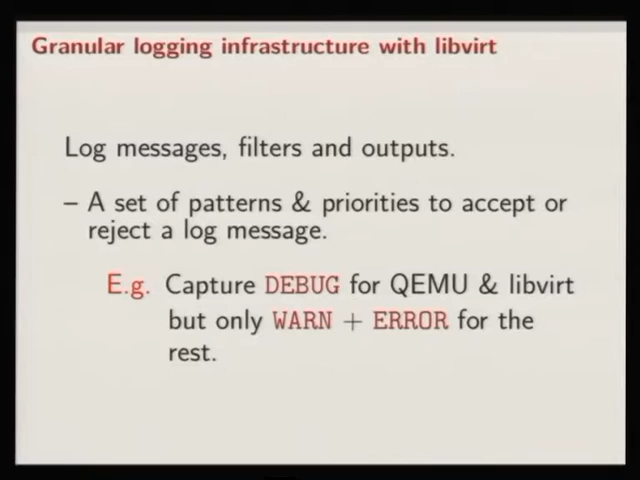 Granular logging infrastructure with libvirt
Log messages, filters and outputs.
– A set of patterns & priorities to accept or
reject a log message.
E.g. Capture DEBUG for QEMU & libvirt
but only WARN + ERROR for the
rest.